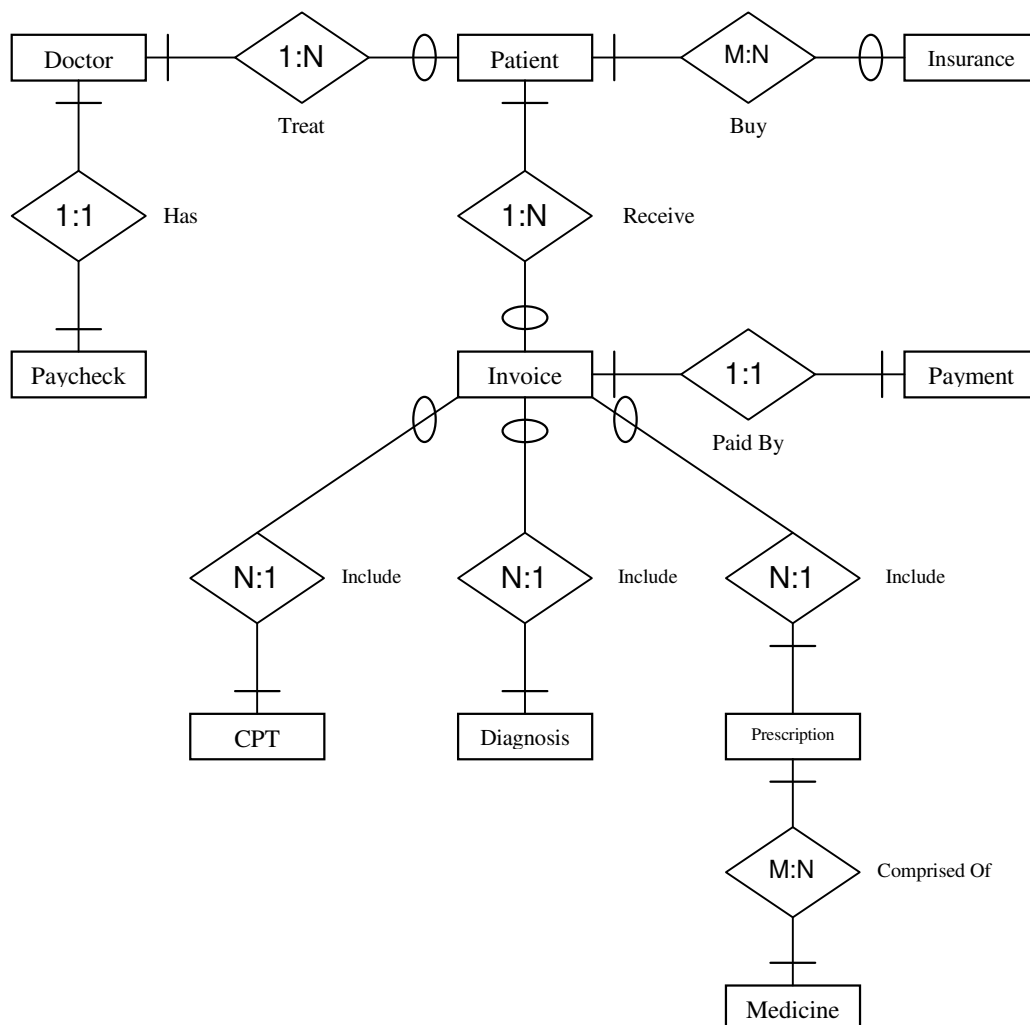 Doctor
1:N
Patient
M:N
Insurance
Treat
Buy
1:1
Has
1:N
Receive
Paycheck
Invoice
1:1
Payment
Paid By
N:1
Include
N:1
Include
N:1
Include
CPT
Diagnosis
Prescription
M:N
Comprised Of
Medicine